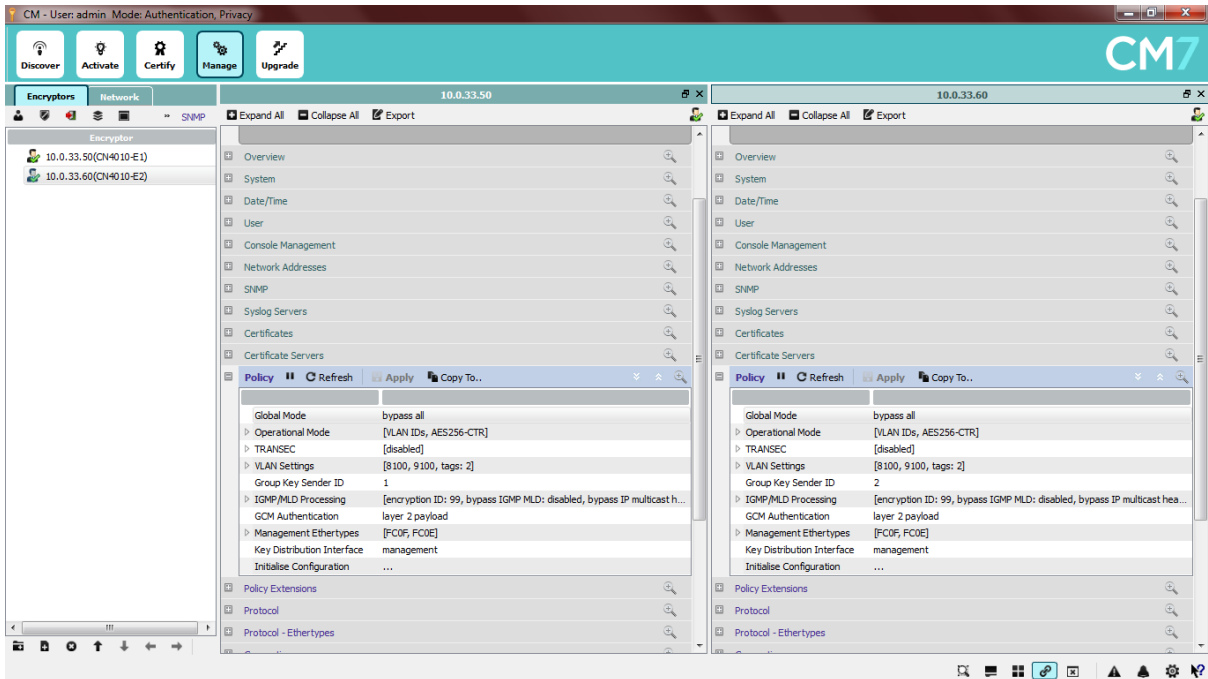 CM - User: admin Mode: Authentication, Privacy
Discover Activate Certify Manage Upgrade
CM7
Encryptors Network
» SNMP
Encryptor
10.0.33.50(CN4010-E1)
10.0.33.60(CN4010-E2)
10.0.33.50
Expand All Collapse All Export
Overview
System
Date/Time
User
Console Management
Network Addresses
SNMP
Syslog Servers
Certificates
Certificate Servers
Policy Refresh Apply Copy To..
Global Mode bypass all
Operational Mode [VLAN IDs, AES256-CTR]
TRANSEC [disabled]
VLAN Settings [8100, 9100, tags: 2]
Group Key Sender ID 1
IGMP/MLD Processing [encryption ID: 99, bypass IGMP MLD: disabled, bypass IP multicast h...
GCM Authentication layer 2 payload
Management Ethertypes [FC0F, FC0E]
Key Distribution Interface management
Initialise Configuration ...
Policy Extensions
Protocol
Protocol - Ethertypes
10.0.33.60
Expand All Collapse All Export
Overview
System
Date/Time
User
Console Management
Network Addresses
SNMP
Syslog Servers
Certificates
Certificate Servers
Policy Refresh Apply Copy To..
Global Mode bypass all
Operational Mode [VLAN IDs, AES256-CTR]
TRANSEC [disabled]
VLAN Settings [8100, 9100, tags: 2]
Group Key Sender ID 2
IGMP/MLD Processing [encryption ID: 99, bypass IGMP MLD: disabled, bypass IP multicast hea...
GCM Authentication layer 2 payload
Management Ethertypes [FC0F, FC0E]
Key Distribution Interface management
Initialise Configuration ...
Policy Extensions
Protocol
Protocol - Ethertypes